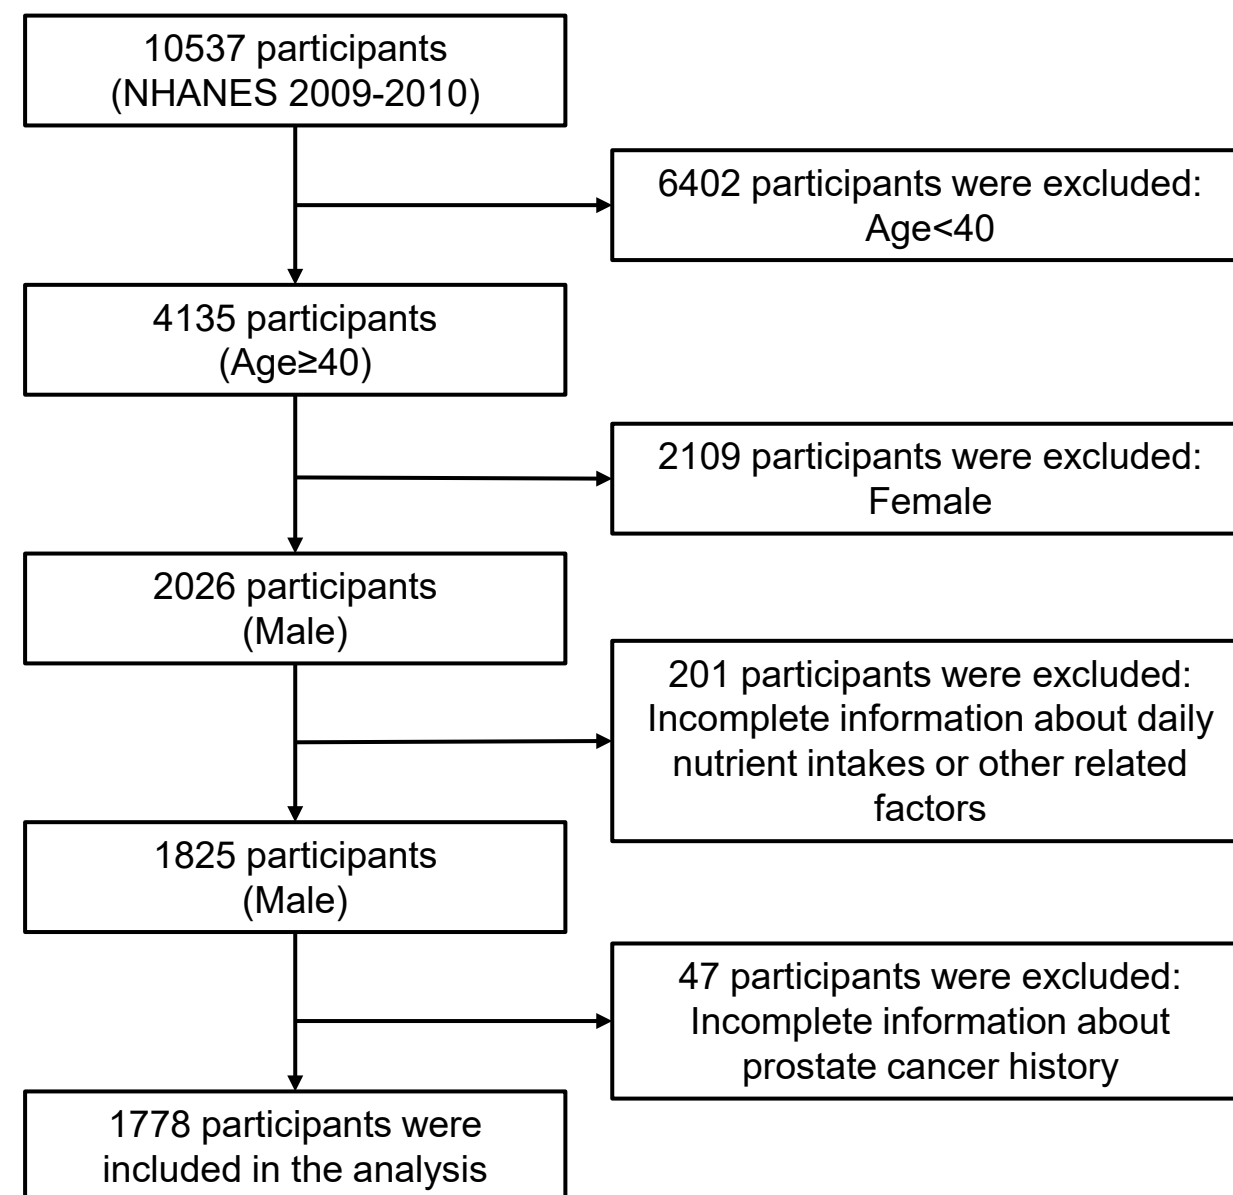 10537 participants
(NHANES 2009-2010)
6402 participants were excluded:
Age<40
4135 participants
(Age≥40)
2109 participants were excluded:
Female
2026 participants
(Male)
201 participants were excluded:
Incomplete information about daily
nutrient intakes or other related
factors
1825 participants
(Male)
47 participants were excluded:
Incomplete information about
prostate cancer history
1778 participants were
included in the analysis